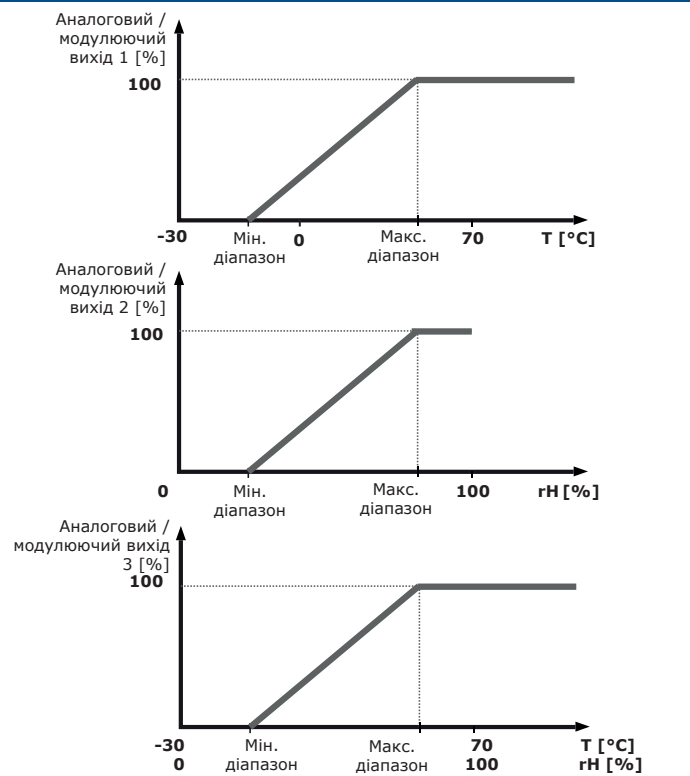 Аналоговий /
модулюючий
вихід 1 [%]
100
-30 Мін. 0 Макс. 70 T [°C]
діапазон діапазон
Аналоговий /
модулюючий
вихід 2 [%]
100
0 Мін. Макс. 100 rH [%]
діапазон діапазон
Аналоговий /
модулюючий вихід
3 [%]
100
-30 Мін. Макс. 70 T [°C]
0 діапазон діапазон 100 rH [%]